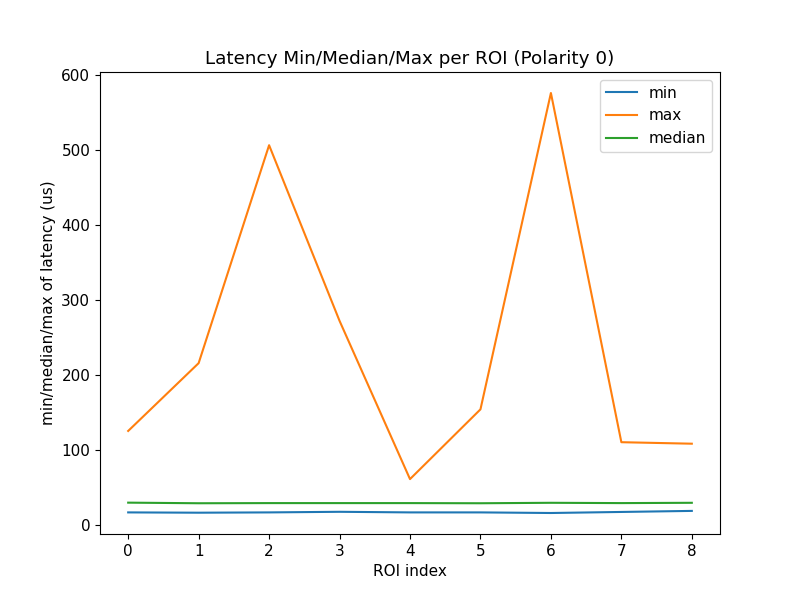 Latency Min/Median/Max per ROI (Polarity 0)
min
max
median
min/median/max of latency (us)
600
500
400
300
200
100
0
0 1 2 3 4 5 6 7 8
ROI index